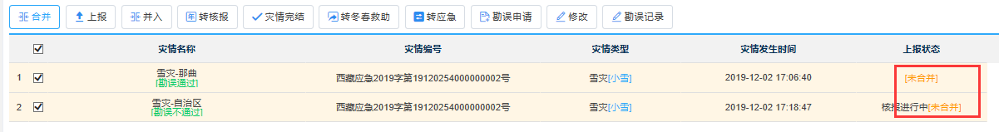 合并 上报 并入 转核报 灾情完结 转冬春救助 转应急 勘误申请 修改 勘误记录
灾情名称 灾情编号 灾情类型 灾情发生时间 上报状态
1 雪灾-那曲 西藏应急2019字第19120254000000002号 雪灾[小雪] 2019-12-02 17:06:40 [未合并]
[勘误通过]
2 雪灾-自治区 西藏应急2019字第19120254000000002号 雪灾[小雪] 2019-12-02 17:18:47 核报进行中[未合并]
[勘误不通过]